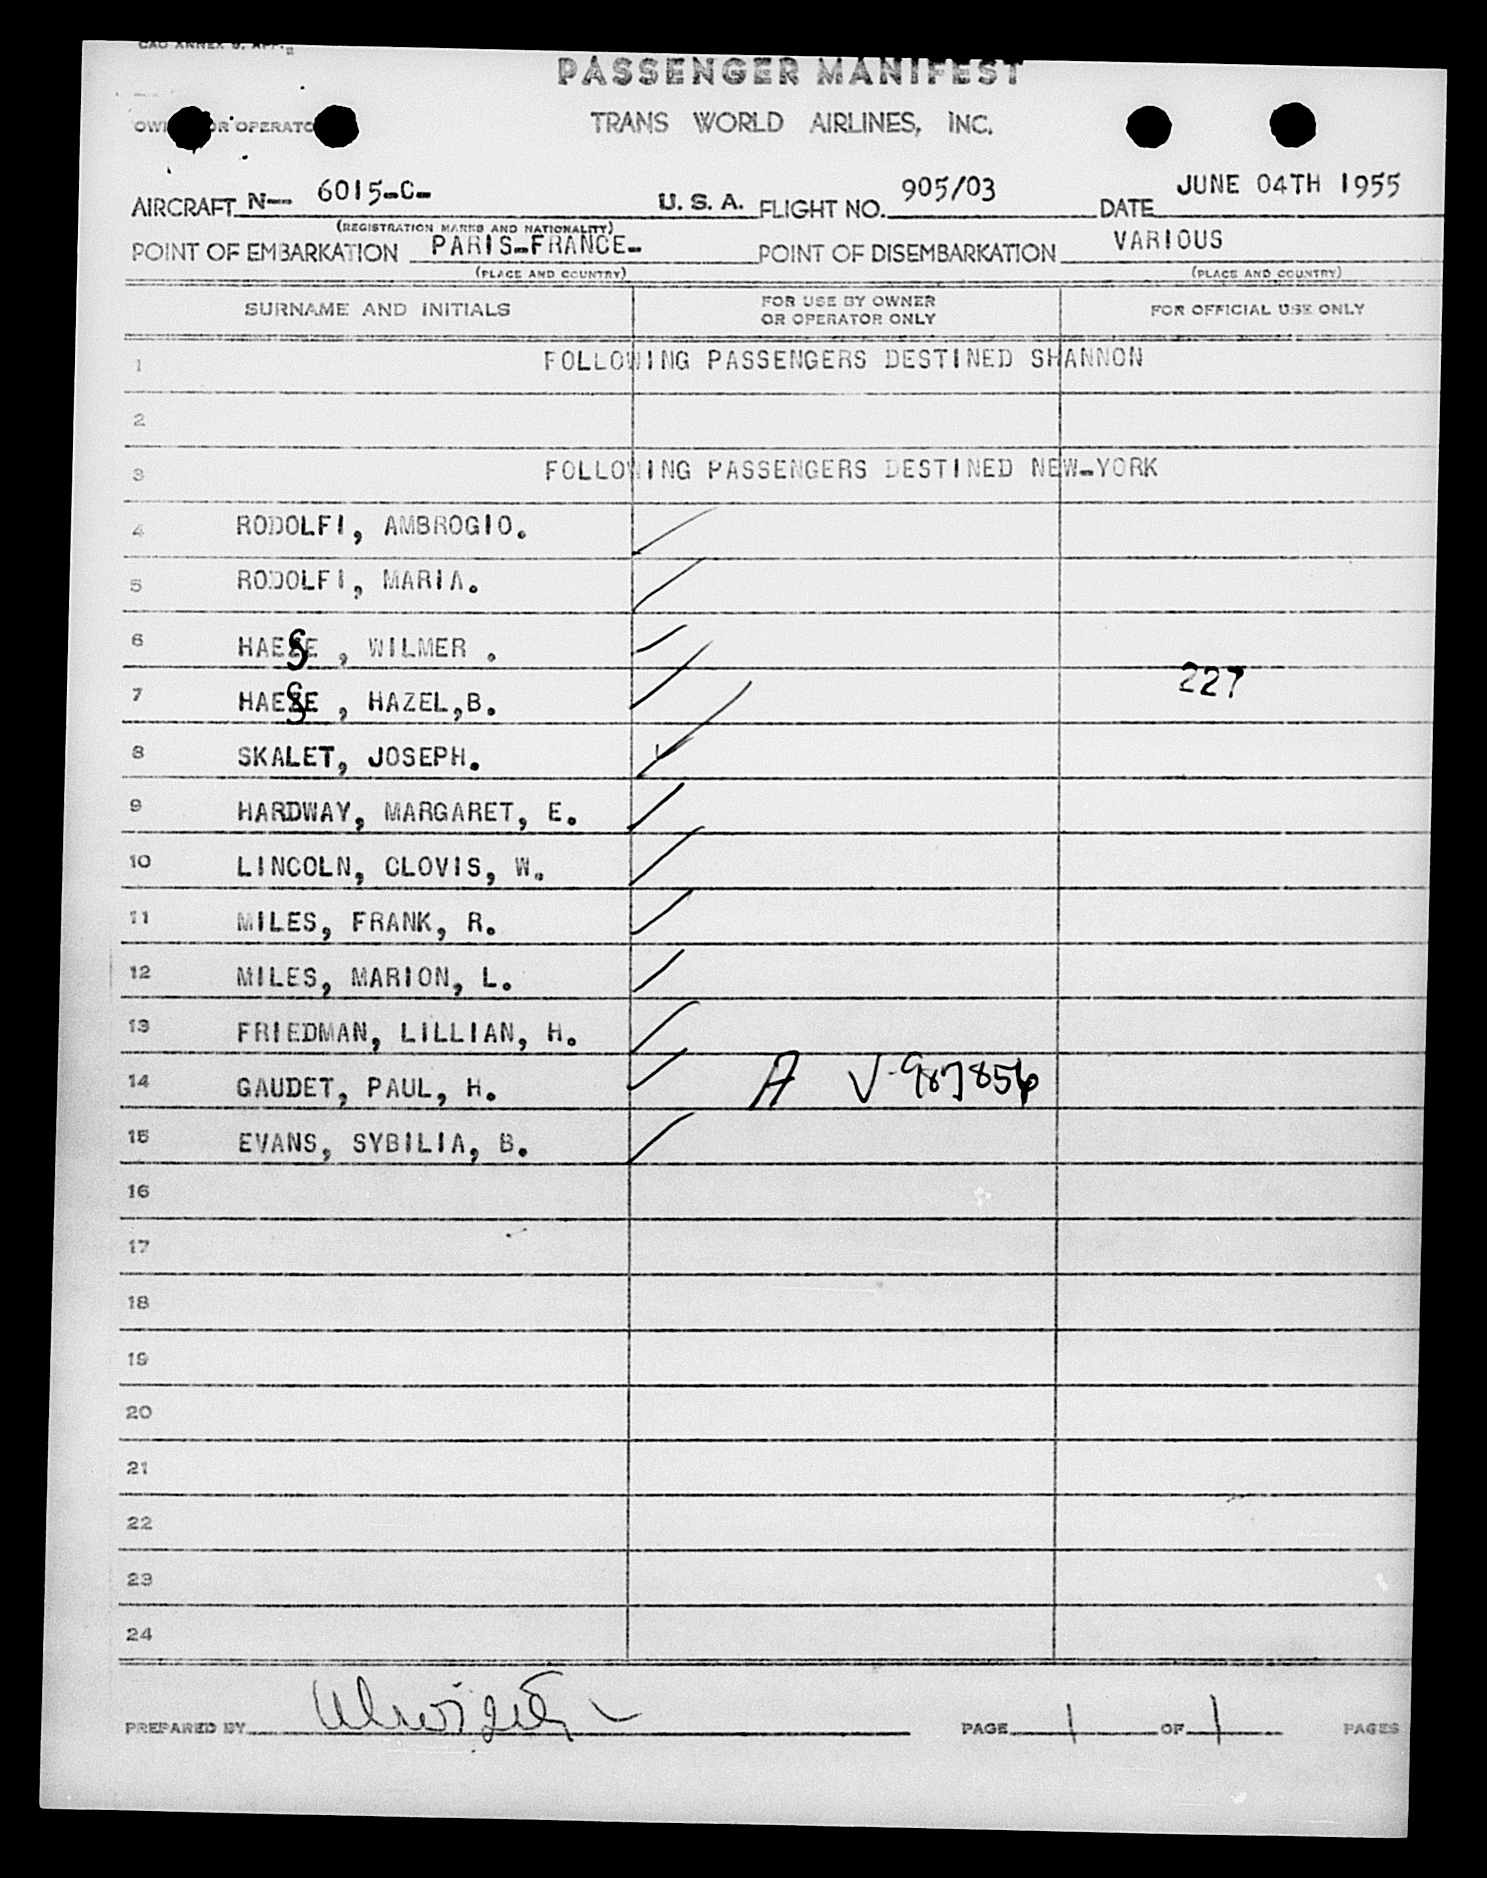 PASSENGER MANIFEST
TRANS WORLD AIRLINES, INC.
AIRCRAFT N-- 6015-C- U. S. A. FLIGHT NO. 905/03 DATE JUNE 04TH 1955
(REGISTRATION MARKS AND NATIONALITY)
POINT OF EMBARKATION PARIS-FRANCE- POINT OF DISEMBARKATION VARIOUS
(PLACE AND COUNTRY) (PLACE AND COUNTRY)
SURNAME AND INITIALS FOR USE BY OWNER OR OPERATOR ONLY FOR OFFICIAL USE ONLY
1 FOLLOWING PASSENGERS DESTINED SHANNON
2
3 FOLLOWING PASSENGERS DESTINED NEW-YORK
4 RODOLFI, AMBROGIO.
5 RODOLFI, MARIA.
6 HAESE , WILMER .
7 HAESE , HAZEL,B. 227
8 SKALET, JOSEPH.
9 HARDWAY, MARGARET, E.
10 LINCOLN, CLOVIS, W.
11 MILES, FRANK, R.
12 MILES, MARION, L.
13 FRIEDMAN, LILLIAN, H.
14 GAUDET, PAUL, H. A V-987856
15 EVANS, SYBILIA, B.
16
17
18
19
20
21
22
23
24
PREPARED BY PAGE 1 OF 1 PAGES